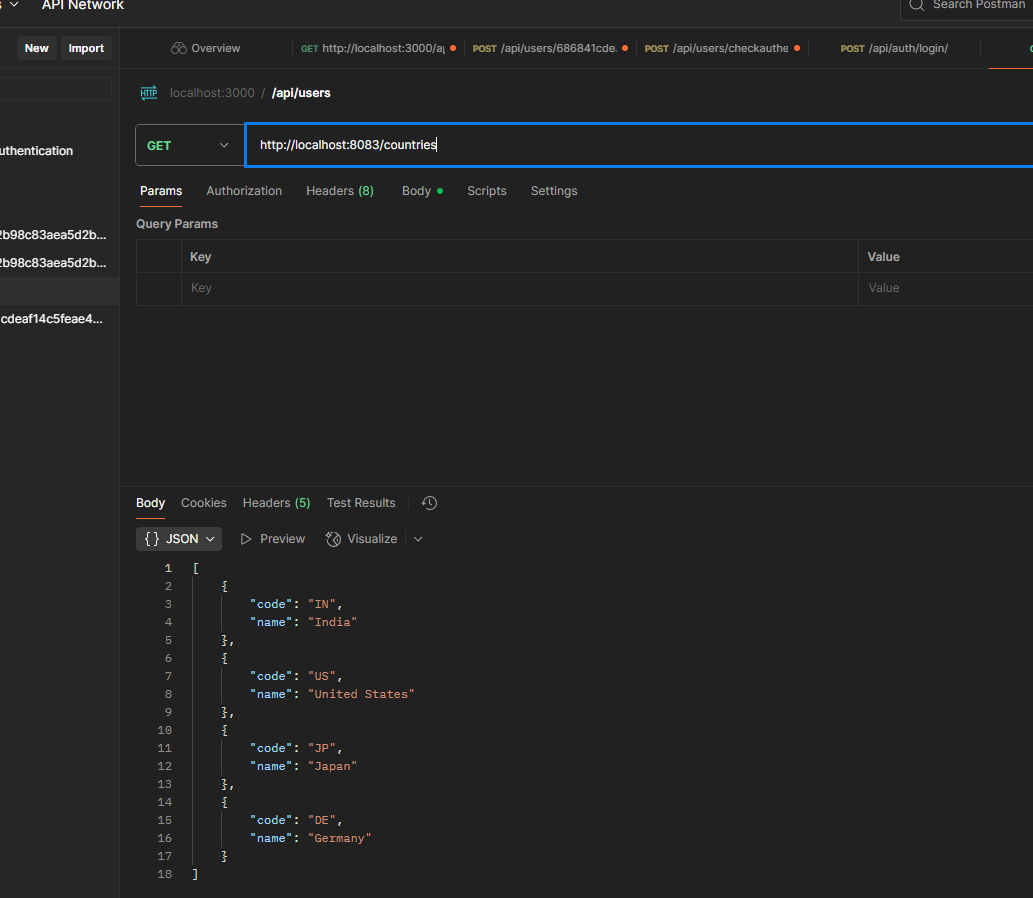 API Network
Search Postman
New
Import
Overview
GET http://localhost:3000/a
POST /api/users/686841cde.
POST /api/users/checkauthe
POST /api/auth/login/
HTTP localhost:3000 / /api/users
uthentication
GET
http://localhost:8083/countries
Params
Authorization
Headers (8)
Body
Scripts
Settings
Query Params
Key
Value
Key
Value
2b98c83aea5d2b...
2b98c83aea5d2b...
cdeaf14c5feae4...
Body
Cookies
Headers (5)
Test Results
{} JSON
Preview
Visualize
1 [
2 {
3 "code": "IN",
4 "name": "India"
5 },
6 {
7 "code": "US",
8 "name": "United States"
9 },
10 {
11 "code": "JP",
12 "name": "Japan"
13 },
14 {
15 "code": "DE",
16 "name": "Germany"
17 }
18 ]